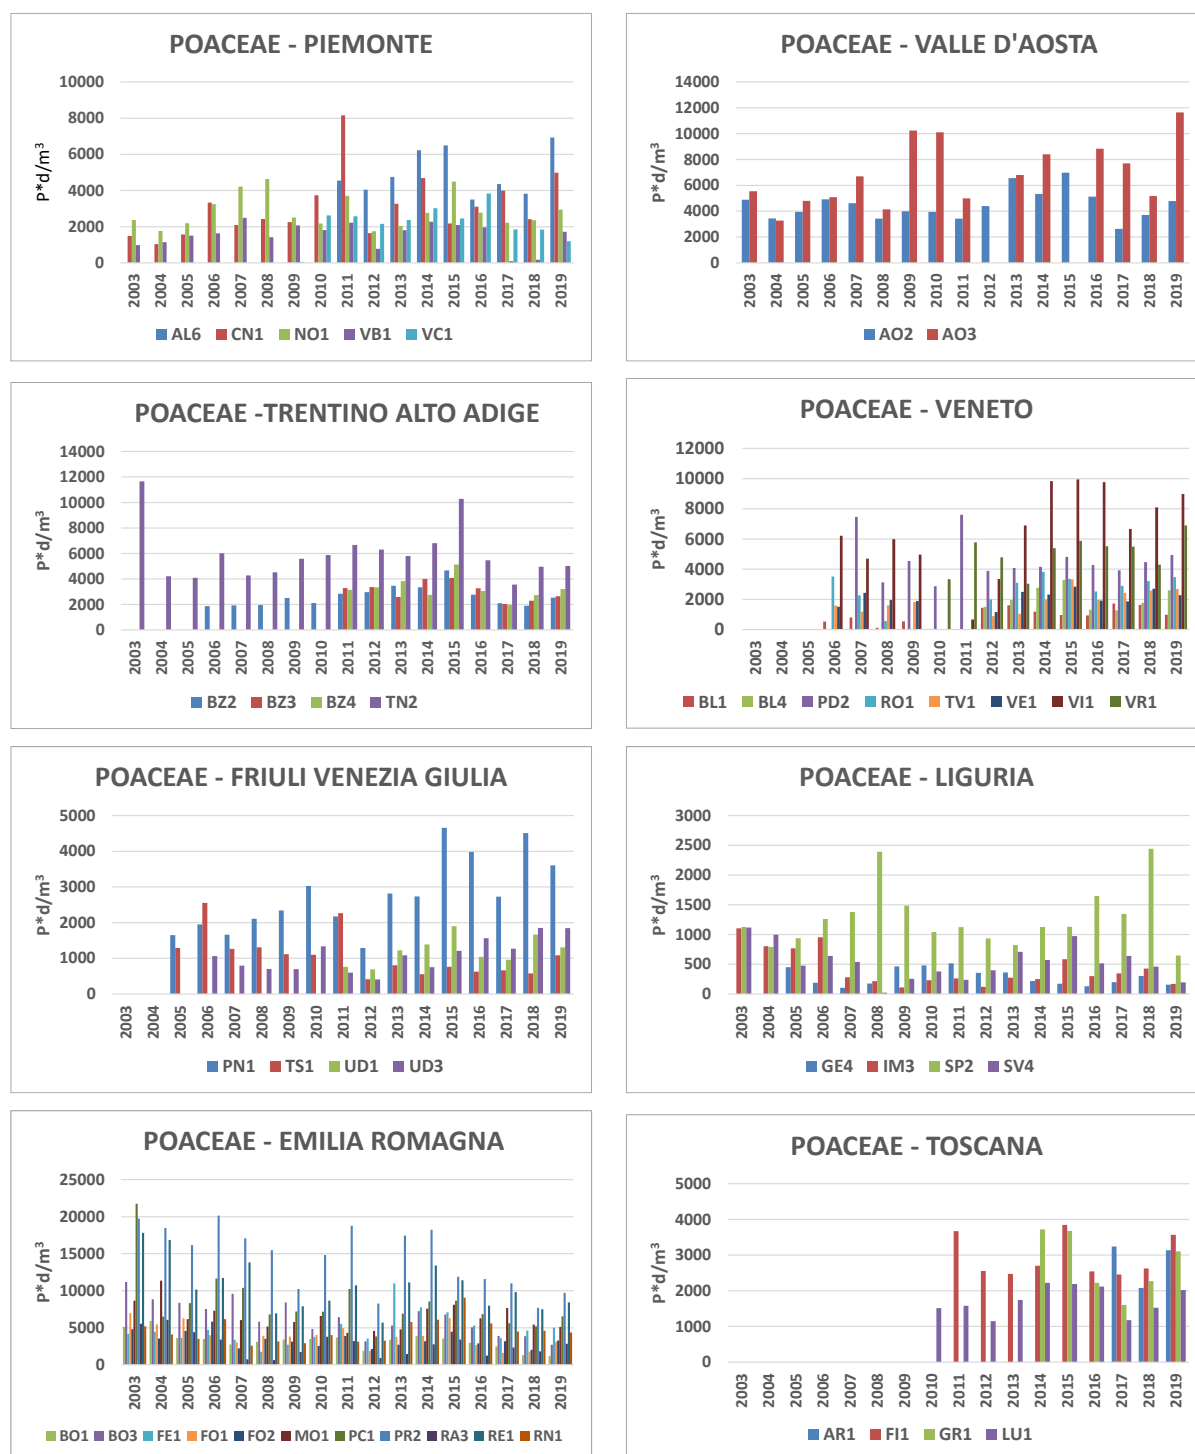 POACEAE - PIEMONTE
P*d/m³
10000
8000
6000
4000
2000
0
2003 2004 2005 2006 2007 2008 2009 2010 2011 2012 2013 2014 2015 2016 2017 2018 2019
AL6 CN1 NO1 VB1 VC1
POACEAE - VALLE D'AOSTA
P*d/m³
14000
12000
10000
8000
6000
4000
2000
0
2003 2004 2005 2006 2007 2008 2009 2010 2011 2012 2013 2014 2015 2016 2017 2018 2019
AO2 AO3
POACEAE -TRENTINO ALTO ADIGE
P*d/m³
14000
12000
10000
8000
6000
4000
2000
0
2003 2004 2005 2006 2007 2008 2009 2010 2011 2012 2013 2014 2015 2016 2017 2018 2019
BZ2 BZ3 BZ4 TN2
POACEAE - VENETO
P*d/m³
12000
10000
8000
6000
4000
2000
0
2003 2004 2005 2006 2007 2008 2009 2010 2011 2012 2013 2014 2015 2016 2017 2018 2019
BL1 BL4 PD2 RO1 TV1 VE1 VI1 VR1
POACEAE - FRIULI VENEZIA GIULIA
P*d/m³
5000
4000
3000
2000
1000
0
2003 2004 2005 2006 2007 2008 2009 2010 2011 2012 2013 2014 2015 2016 2017 2018 2019
PN1 TS1 UD1 UD3
POACEAE - LIGURIA
P*d/m³
3000
2500
2000
1500
1000
500
0
2003 2004 2005 2006 2007 2008 2009 2010 2011 2012 2013 2014 2015 2016 2017 2018 2019
GE4 IM3 SP2 SV4
POACEAE - EMILIA ROMAGNA
P*d/m³
25000
20000
15000
10000
5000
0
2003 2004 2005 2006 2007 2008 2009 2010 2011 2012 2013 2014 2015 2016 2017 2018 2019
BO1 BO3 FE1 FO1 FO2 MO1 PC1 PR2 RA3 RE1 RN1
POACEAE - TOSCANA
P*d/m³
5000
4000
3000
2000
1000
0
2003 2004 2005 2006 2007 2008 2009 2010 2011 2012 2013 2014 2015 2016 2017 2018 2019
AR1 FI1 GR1 LU1